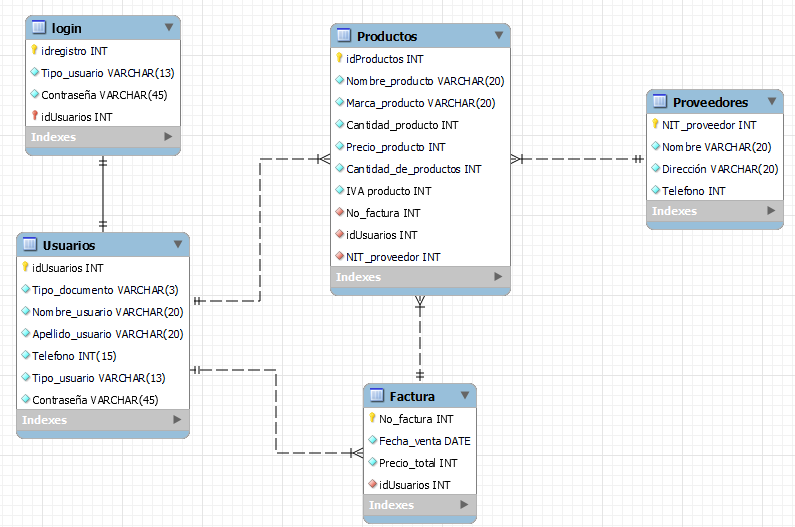 login
idregistro INT
Tipo_usuario VARCHAR(13)
Contraseña VARCHAR(45)
idUsuarios INT
Indexes
Usuarios
idUsuarios INT
Tipo_documento VARCHAR(3)
Nombre_usuario VARCHAR(20)
Apellido_usuario VARCHAR(20)
Telefono INT(15)
Tipo_usuario VARCHAR(13)
Contraseña VARCHAR(45)
Indexes
Productos
idProductos INT
Nombre_producto VARCHAR(20)
Marca_producto VARCHAR(20)
Cantidad_producto INT
Precio_producto INT
Cantidad_de_productos INT
IVA producto INT
No_factura INT
idUsuarios INT
NIT_proveedor INT
Indexes
Factura
No_factura INT
Fecha_venta DATE
Precio_total INT
idUsuarios INT
Indexes
Proveedores
NIT_proveedor INT
Nombre VARCHAR(20)
Dirección VARCHAR(20)
Telefono INT
Indexes